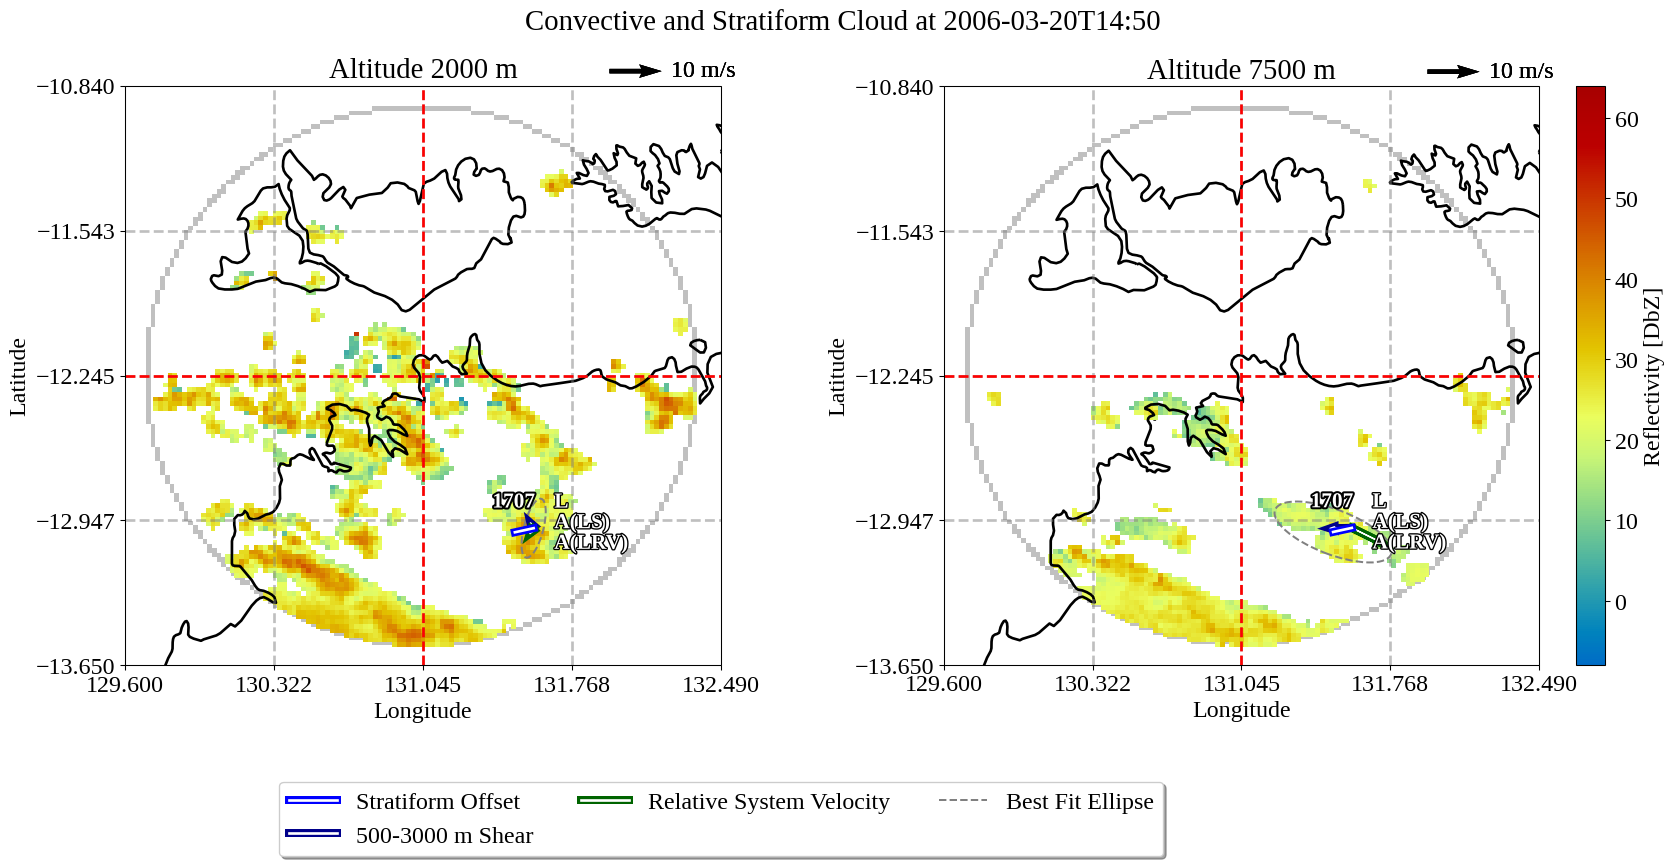 Convective and Stratiform Cloud at 2006-03-20T14:50
Altitude 2000 m
10 m/s
−10.840
−11.543
−12.245
−12.947
−13.650
Latitude
1707
L
A(LS)
A(LRV)
129.600
130.322
131.045
131.768
132.490
Longitude
Altitude 7500 m
10 m/s
−10.840
−11.543
−12.245
−12.947
−13.650
Latitude
1707
L
A(LS)
A(LRV)
129.600
130.322
131.045
131.768
132.490
Longitude
60
50
40
30
20
10
0
Reflectivity [DbZ]
Stratiform Offset
Relative System Velocity
Best Fit Ellipse
500-3000 m Shear